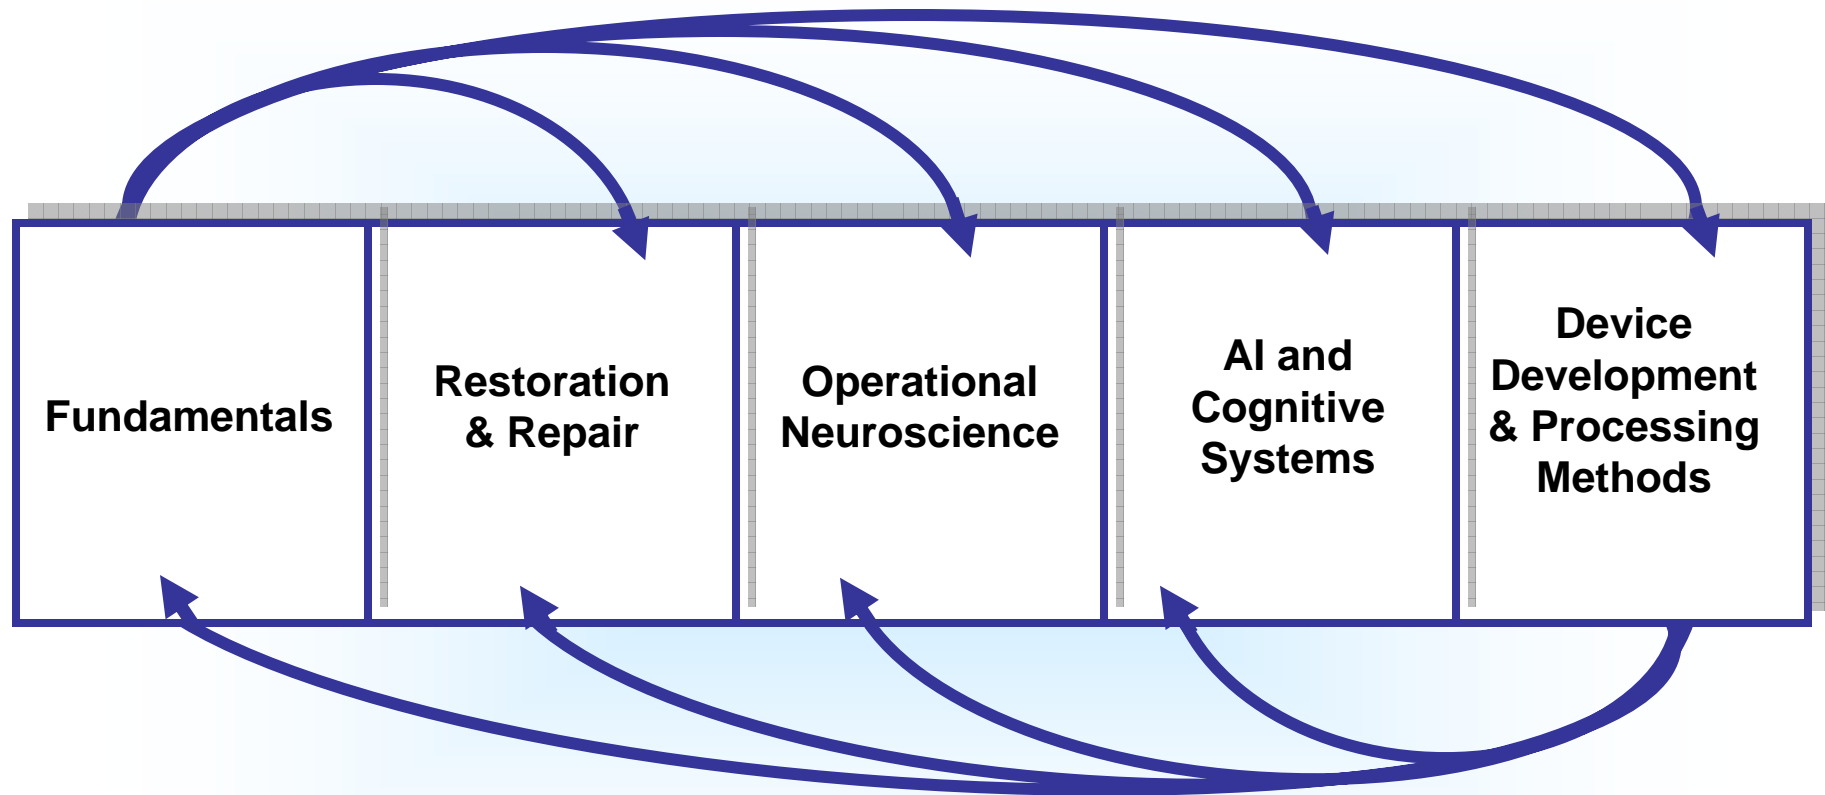 Fundamentals
Restoration
& Repair
Operational
Neuroscience
AI and
Cognitive
Systems
Device
Development
& Processing
Methods